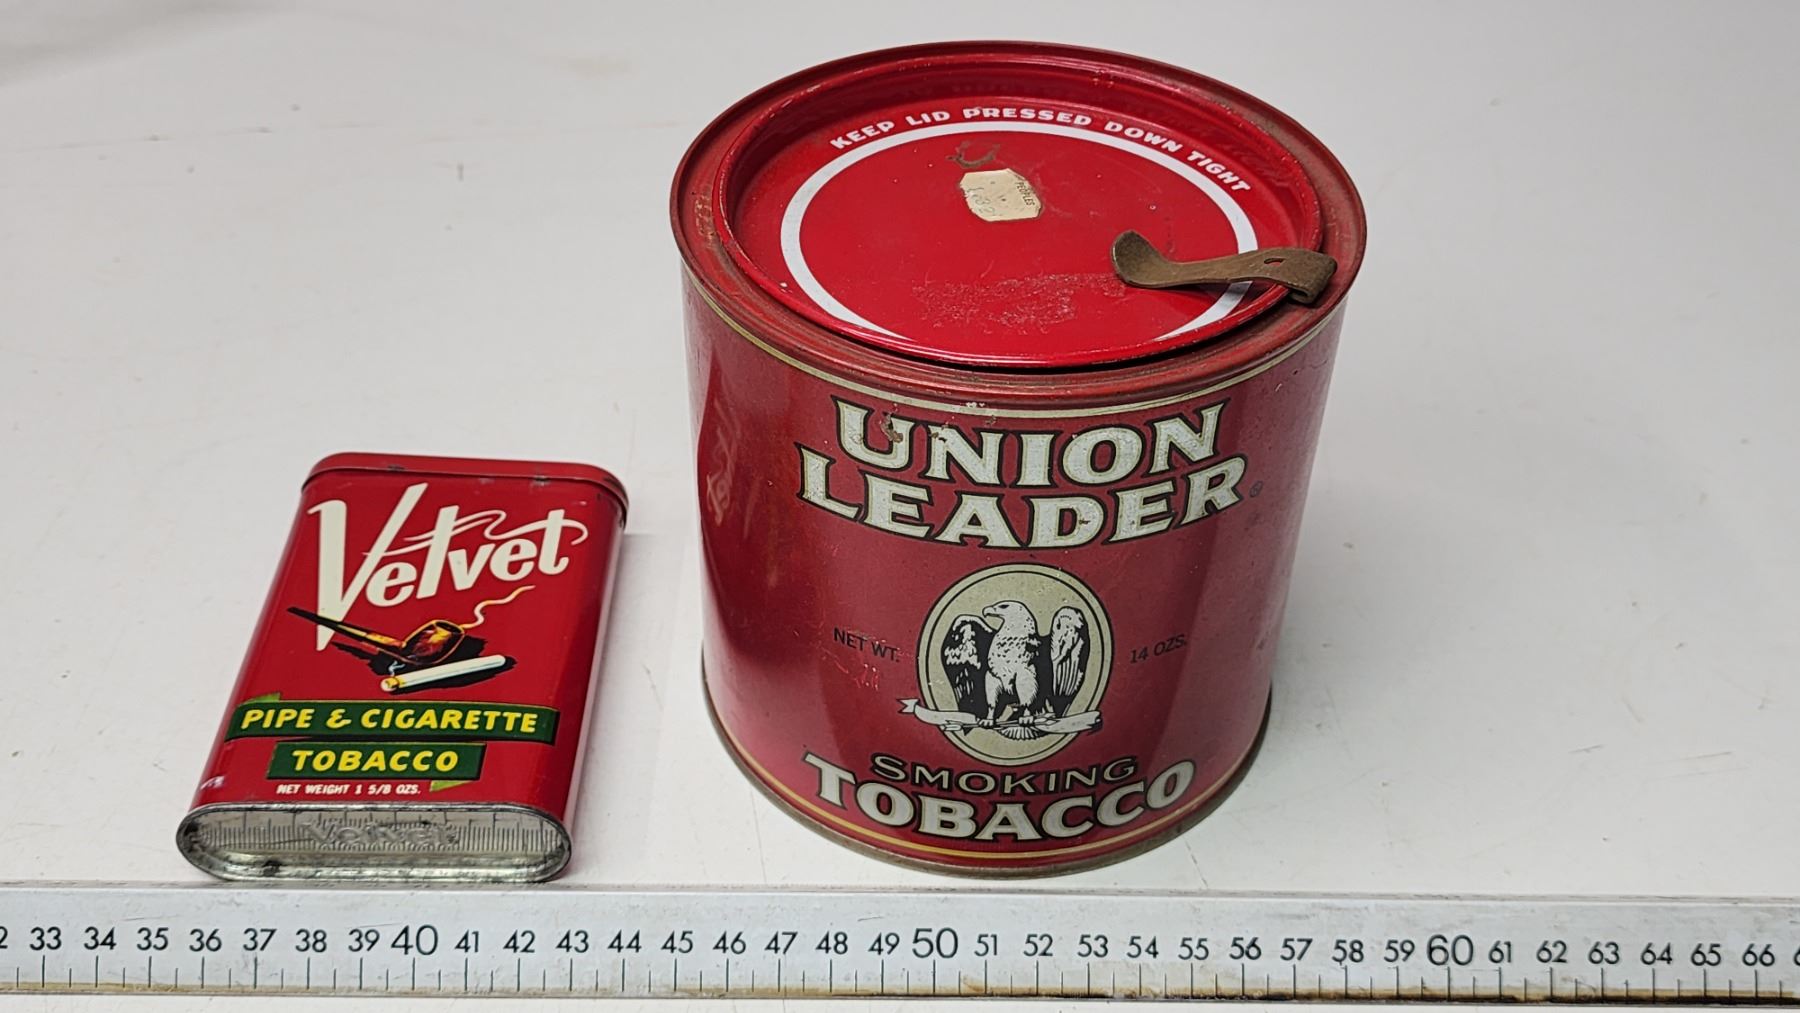 KEEP LID PRESSED DOWN TIGHT
PEOPLES
UNION
LEADER®
NET WT. 14 OZS.
SMOKING
TOBACCO
Velvet
PIPE & CIGARETTE
TOBACCO
NET WEIGHT 1 5/8 OZS.
Velvet
33 34 35 36 37 38 39 40 41 42 43 44 45 46 47 48 49 50 51 52 53 54 55 56 57 58 59 60 61 62 63 64 65 66